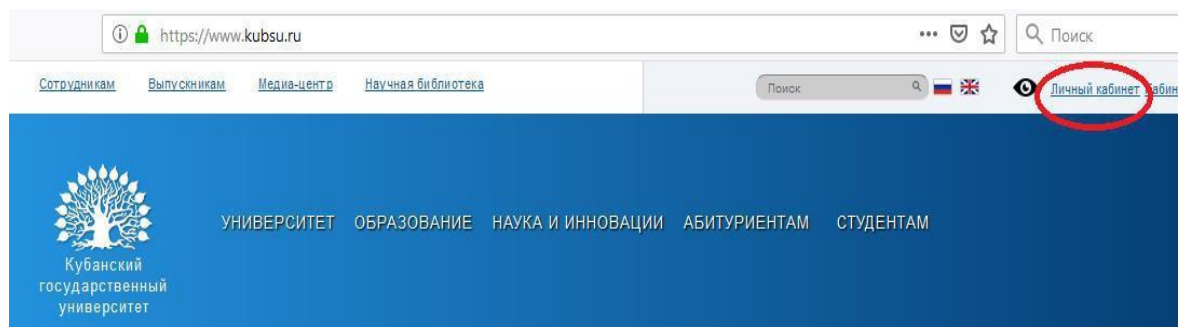 https://www.kubsu.ru ... Поиск
Сотрудникам Выпускникам Медиа-центр Научная библиотека Поиск Личный кабинет
УНИВЕРСИТЕТ ОБРАЗОВАНИЕ НАУКА И ИННОВАЦИИ АБИТУРИЕНТАМ СТУДЕНТАМ
Кубанский
государственный
университет